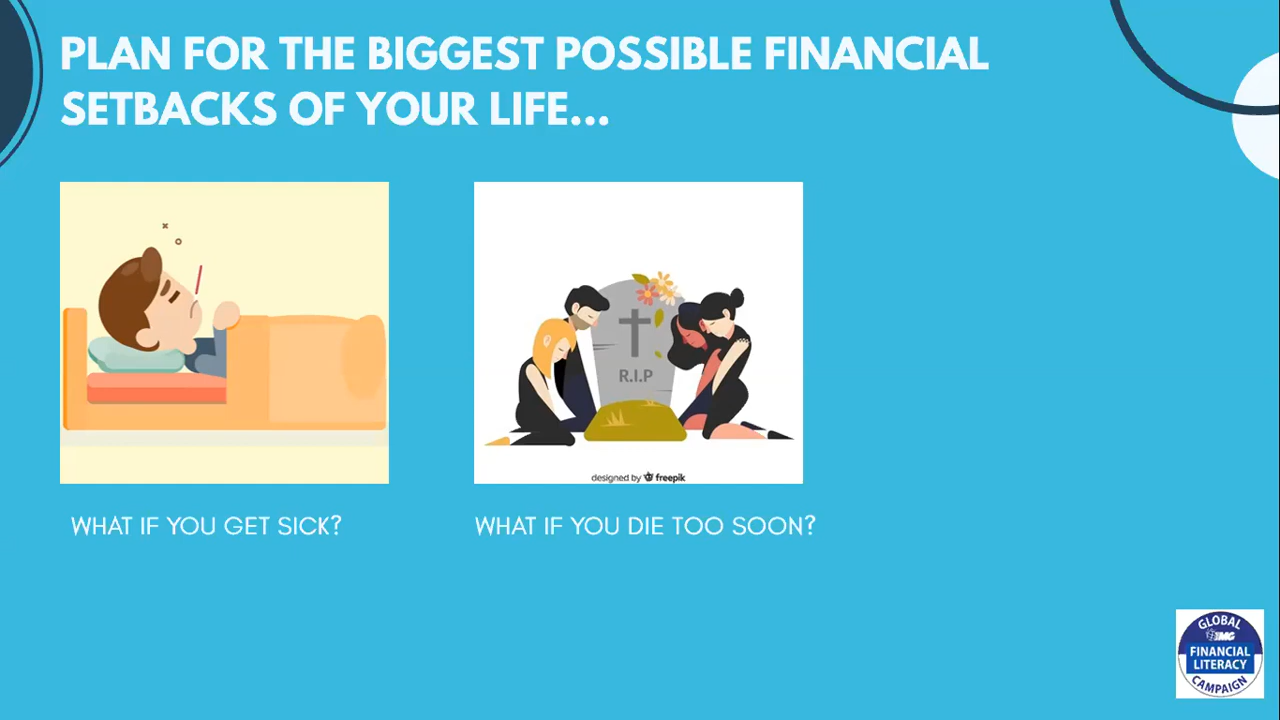 PLAN FOR THE BIGGEST POSSIBLE FINANCIAL
SETBACKS OF YOUR LIFE...
R.I.P
designed by freepik
WHAT IF YOU GET SICK?
WHAT IF YOU DIE TOO SOON?
GLOBAL
IMG
FINANCIAL
LITERACY
CAMPAIGN